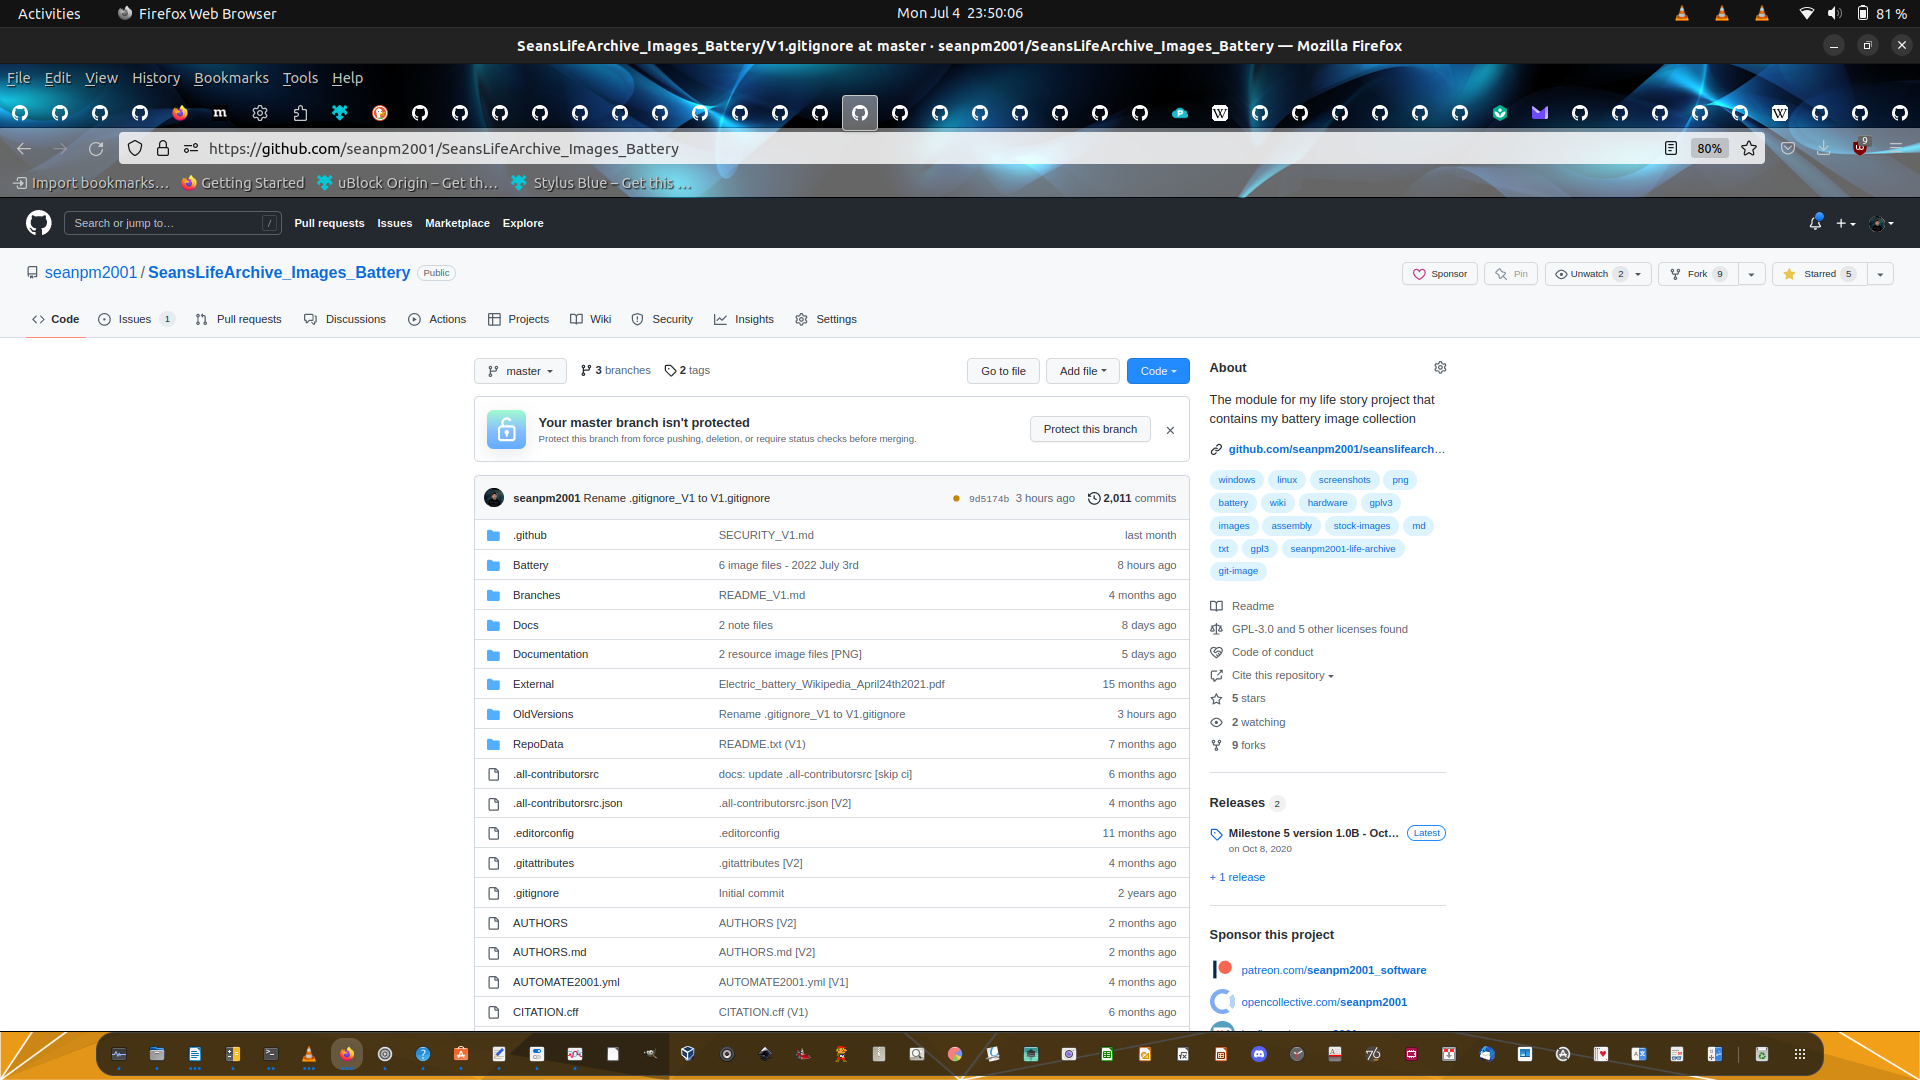 Activities Firefox Web Browser Mon Jul 4 23:50:06 81 %
SeansLifeArchive_Images_Battery/V1.gitignore at master · seanpm2001/SeansLifeArchive_Images_Battery — Mozilla Firefox
File Edit View History Bookmarks Tools Help
https://github.com/seanpm2001/SeansLifeArchive_Images_Battery 80% 9
Import bookmarks… Getting Started uBlock Origin – Get th… Stylus Blue – Get this …
Search or jump to… / Pull requests Issues Marketplace Explore
seanpm2001 / SeansLifeArchive_Images_Battery Public Sponsor Pin Unwatch 2 Fork 9 Starred 5
Code Issues 1 Pull requests Discussions Actions Projects Wiki Security Insights Settings
master 3 branches 2 tags Go to file Add file Code
Your master branch isn't protected
Protect this branch from force pushing, deletion, or require status checks before merging.
Protect this branch
seanpm2001 Rename .gitignore_V1 to V1.gitignore 9d5174b 3 hours ago 2,011 commits
.github SECURITY_V1.md last month
Battery 6 image files - 2022 July 3rd 8 hours ago
Branches README_V1.md 4 months ago
Docs 2 note files 8 days ago
Documentation 2 resource image files [PNG] 5 days ago
External Electric_battery_Wikipedia_April24th2021.pdf 15 months ago
OldVersions Rename .gitignore_V1 to V1.gitignore 3 hours ago
RepoData README.txt (V1) 7 months ago
.all-contributorsrc docs: update .all-contributorsrc [skip ci] 6 months ago
.all-contributorsrc.json .all-contributorsrc.json [V2] 4 months ago
.editorconfig .editorconfig 11 months ago
.gitattributes .gitattributes [V2] 4 months ago
.gitignore Initial commit 2 years ago
AUTHORS AUTHORS [V2] 2 months ago
AUTHORS.md AUTHORS.md [V2] 2 months ago
AUTOMATE2001.yml AUTOMATE2001.yml [V1] 4 months ago
CITATION.cff CITATION.cff (V1) 6 months ago
About
The module for my life story project that
contains my battery image collection
github.com/seanpm2001/seanslifearch…
windows linux screenshots png
battery wiki hardware gplv3
images assembly stock-images md
txt gpl3 seanpm2001-life-archive
git-image
Readme
GPL-3.0 and 5 other licenses found
Code of conduct
Cite this repository
5 stars
2 watching
9 forks
Releases 2
Milestone 5 version 1.0B - Oct… Latest
on Oct 8, 2020
+ 1 release
Sponsor this project
patreon.com/seanpm2001_software
opencollective.com/seanpm2001